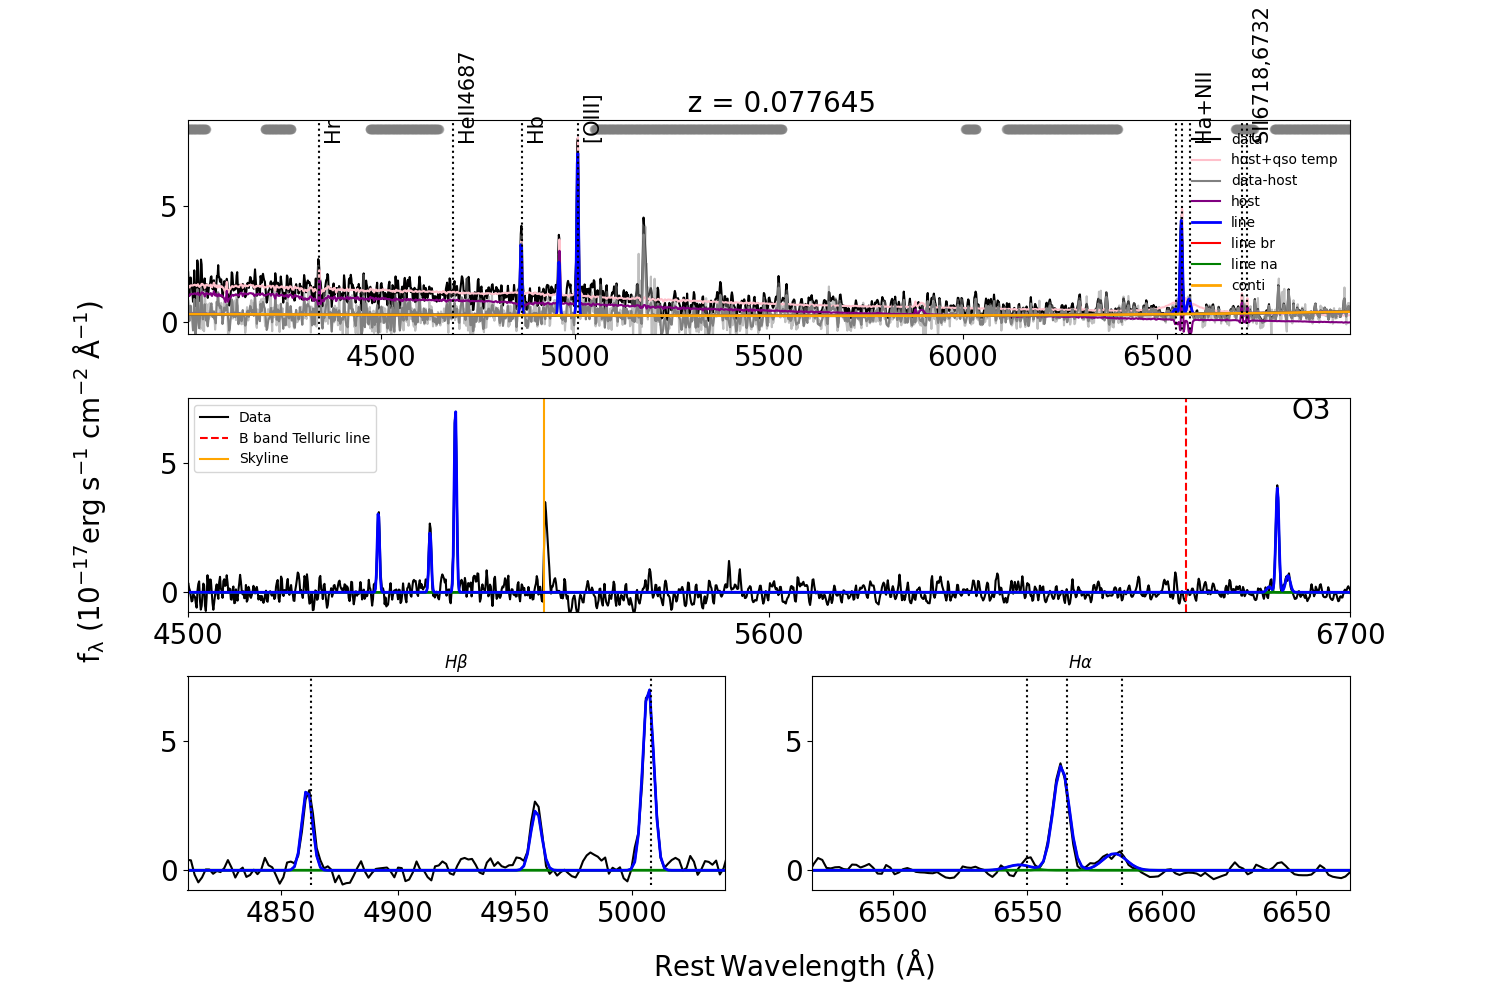 z = 0.077645
Hr
HeII4687
Hb
[OIII]
Ha+NII
SII6718,6732
data
host+qso temp
data-host
host
line
line br
line na
conti
5
0
4500
5000
5500
6000
6500
O3
Data
B band Telluric line
Skyline
5
0
4500
5600
6700
fλ (10⁻¹⁷erg s⁻¹ cm⁻² Å⁻¹)
Hβ
5
0
4850
4900
4950
5000
Hα
5
0
6500
6550
6600
6650
Rest Wavelength (Å)